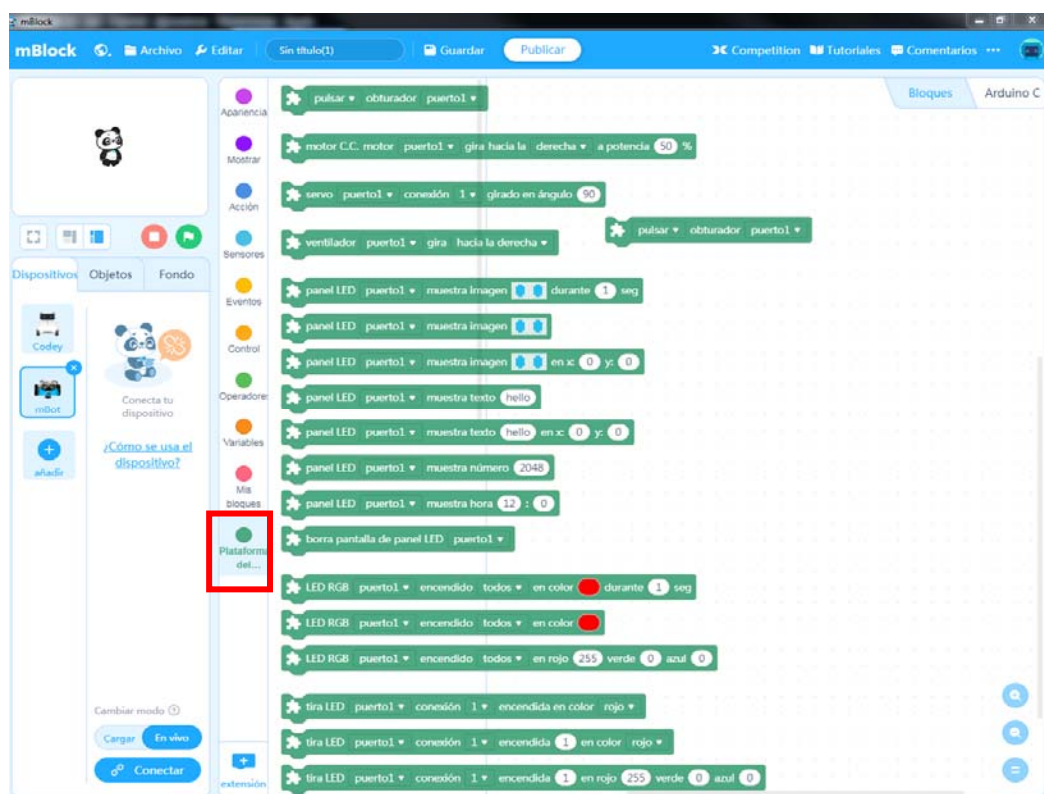 mBlock
mBlock Archivo Editar Sin título(1) Guardar Publicar Competition Tutoriales Comentarios •••
Bloques Arduino C
Apariencia
Mostrar
Acción
Sensores
Eventos
Control
Operadores
Variables
Mis
bloques
Plataforma
del...
extensión
pulsar obturador puerto1
motor C.C. motor puerto1 gira hacia la derecha a potencia 50 %
servo puerto1 conexión 1 girado en ángulo 90
pulsar obturador puerto1
ventilador puerto1 gira hacia la derecha
panel LED puerto1 muestra imagen durante 1 seg
panel LED puerto1 muestra imagen
panel LED puerto1 muestra imagen en x: 0 y: 0
panel LED puerto1 muestra texto hello
panel LED puerto1 muestra texto hello en x: 0 y: 0
panel LED puerto1 muestra número 2048
panel LED puerto1 muestra hora 12 : 0
borra pantalla de panel LED puerto1
LED RGB puerto1 encendido todos en color durante 1 seg
LED RGB puerto1 encendido todos en color
LED RGB puerto1 encendido todos en rojo 255 verde 0 azul 0
tira LED puerto1 conexión 1 encendida en color rojo
tira LED puerto1 conexión 1 encendida 1 en color rojo
tira LED puerto1 conexión 1 encendida 1 en rojo 255 verde 0 azul 0
Dispositivos Objetos Fondo
Codey
mBot
añadir
Conecta tu
dispositivo
¿Cómo se usa el
dispositivo?
Cambiar modo
Cargar En vivo
Conectar